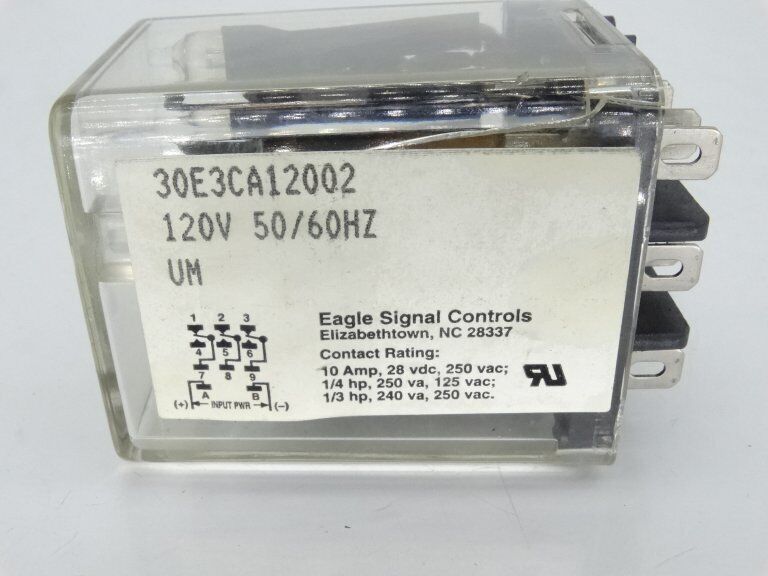 30E3CA12002
120V 50/60HZ
UM
1 2 3
4 5 6
7 8 9
A B
(+) INPUT PWR (-)
Eagle Signal Controls
Elizabethtown, NC 28337
Contact Rating:
10 Amp, 28 vdc, 250 vac;
1/4 hp, 250 va, 125 vac;
1/3 hp, 240 va, 250 vac.
RU